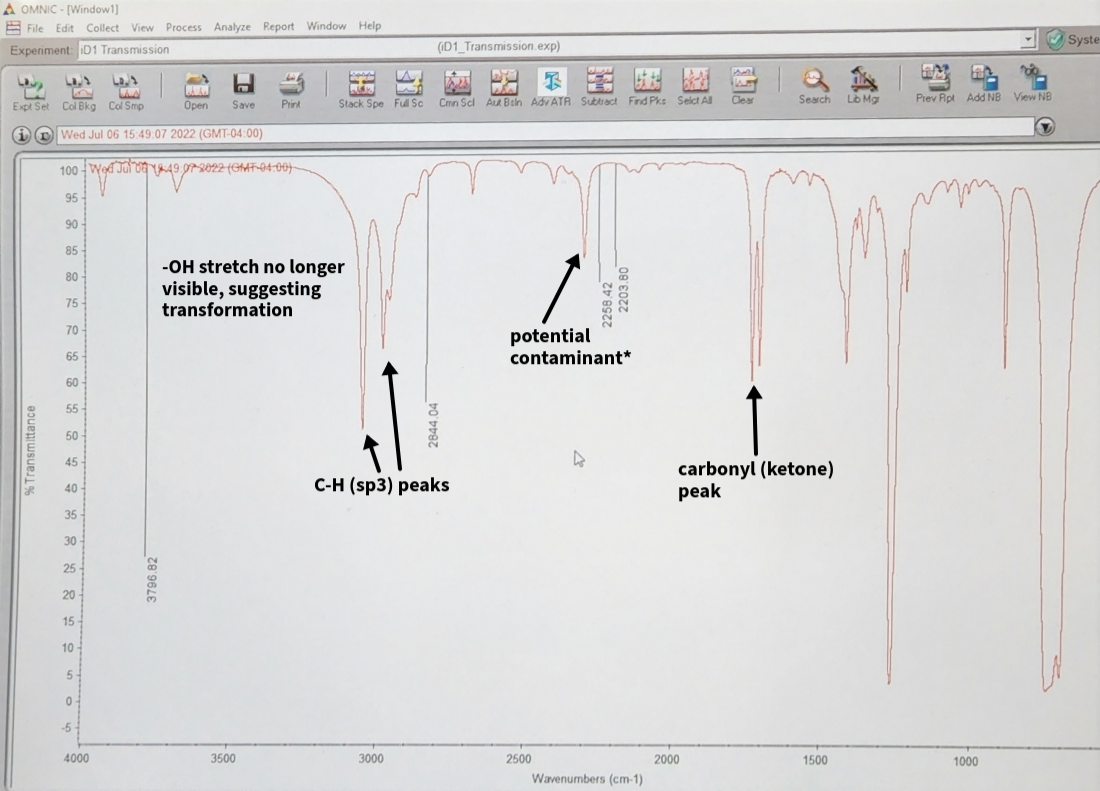 OMNIC - [Window1]
File Edit Collect View Process Analyze Report Window Help
Experiment: iD1 Transmission (iD1_Transmission.exp)
Syste
Expt Set Col Bkg Col Smp Open Save Print Stack Spe Full Sc Cmn Scl Aut Bsln Adv ATR Subtract Find Pks Selct All Clear Search Lib Mgr Prev Rpt Add NB View NB
Wed Jul 06 15:49:07 2022 (GMT-04:00)
Wed Jul 06 15:49:07 2022 (GMT-04:00)
100
95
90
85
80
75
70
65
60
55
50
45
40
35
30
25
20
15
10
5
0
-5
% Transmittance
-OH stretch no longer
visible, suggesting
transformation
3796.82
C-H (sp3) peaks
2844.04
potential
contaminant*
2258.42
2203.80
carbonyl (ketone)
peak
4000 3500 3000 2500 2000 1500 1000
Wavenumbers (cm-1)